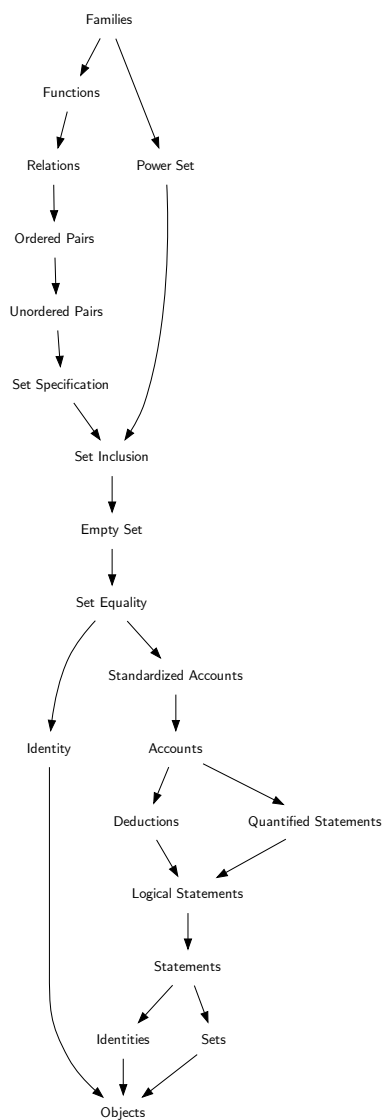 Families
Functions
Relations
Power Set
Ordered Pairs
Unordered Pairs
Set Specification
Set Inclusion
Empty Set
Set Equality
Standardized Accounts
Identity
Accounts
Deductions
Quantified Statements
Logical Statements
Statements
Identities
Sets
Objects